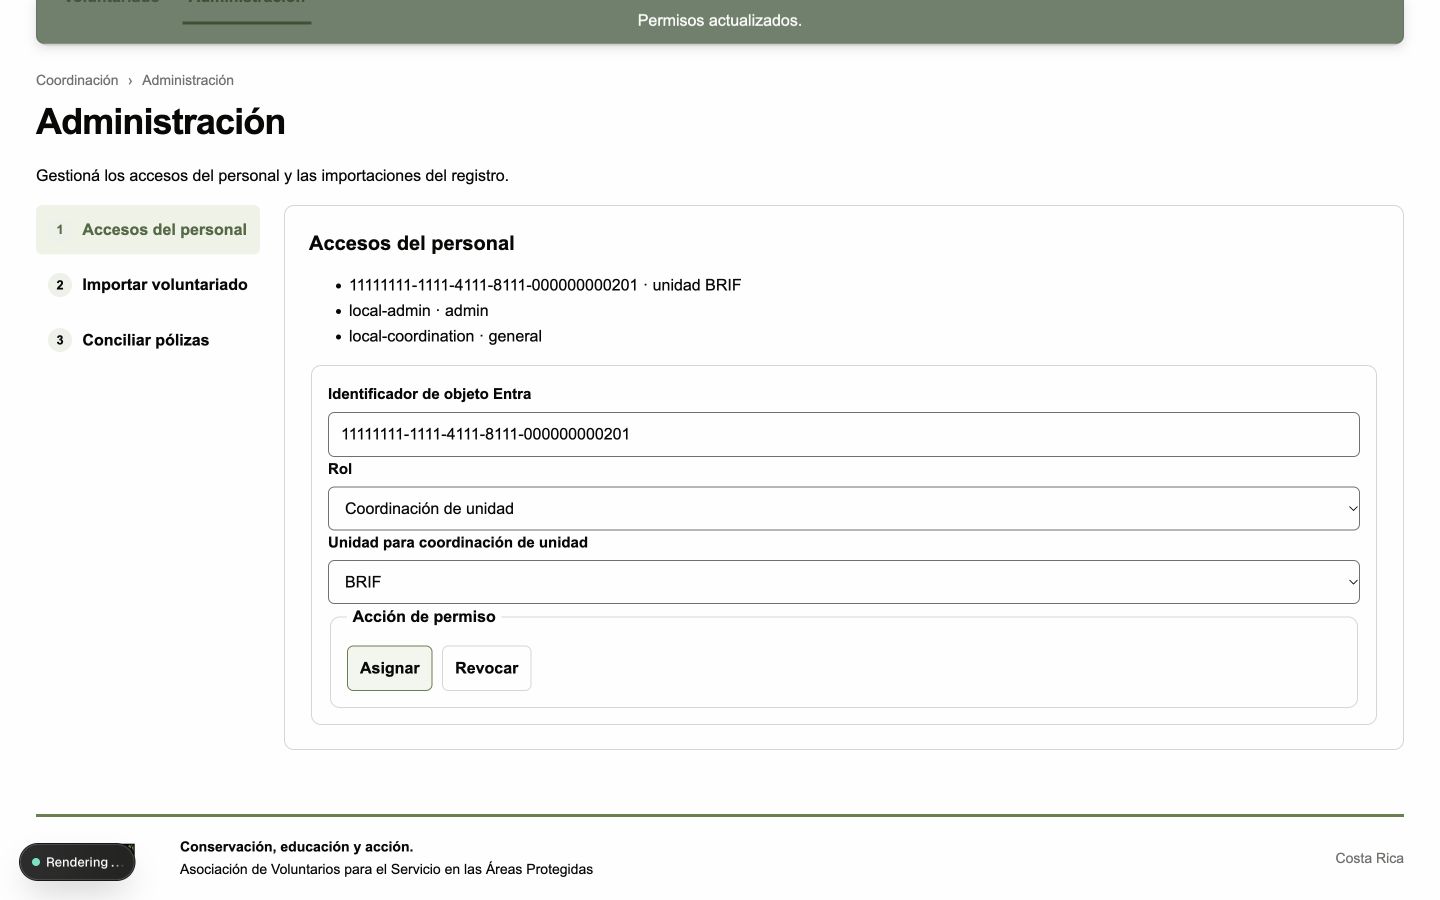 Voluntariado Administración
Permisos actualizados.
Coordinación › Administración
Administración
Gestioná los accesos del personal y las importaciones del registro.
1 Accesos del personal
2 Importar voluntariado
3 Conciliar pólizas
Accesos del personal
• 11111111-1111-4111-8111-000000000201 · unidad BRIF
• local-admin · admin
• local-coordination · general
Identificador de objeto Entra
11111111-1111-4111-8111-000000000201
Rol
Coordinación de unidad
Unidad para coordinación de unidad
BRIF
Acción de permiso
Asignar Revocar
Conservación, educación y acción.
Asociación de Voluntarios para el Servicio en las Áreas Protegidas
Costa Rica
Rendering ...